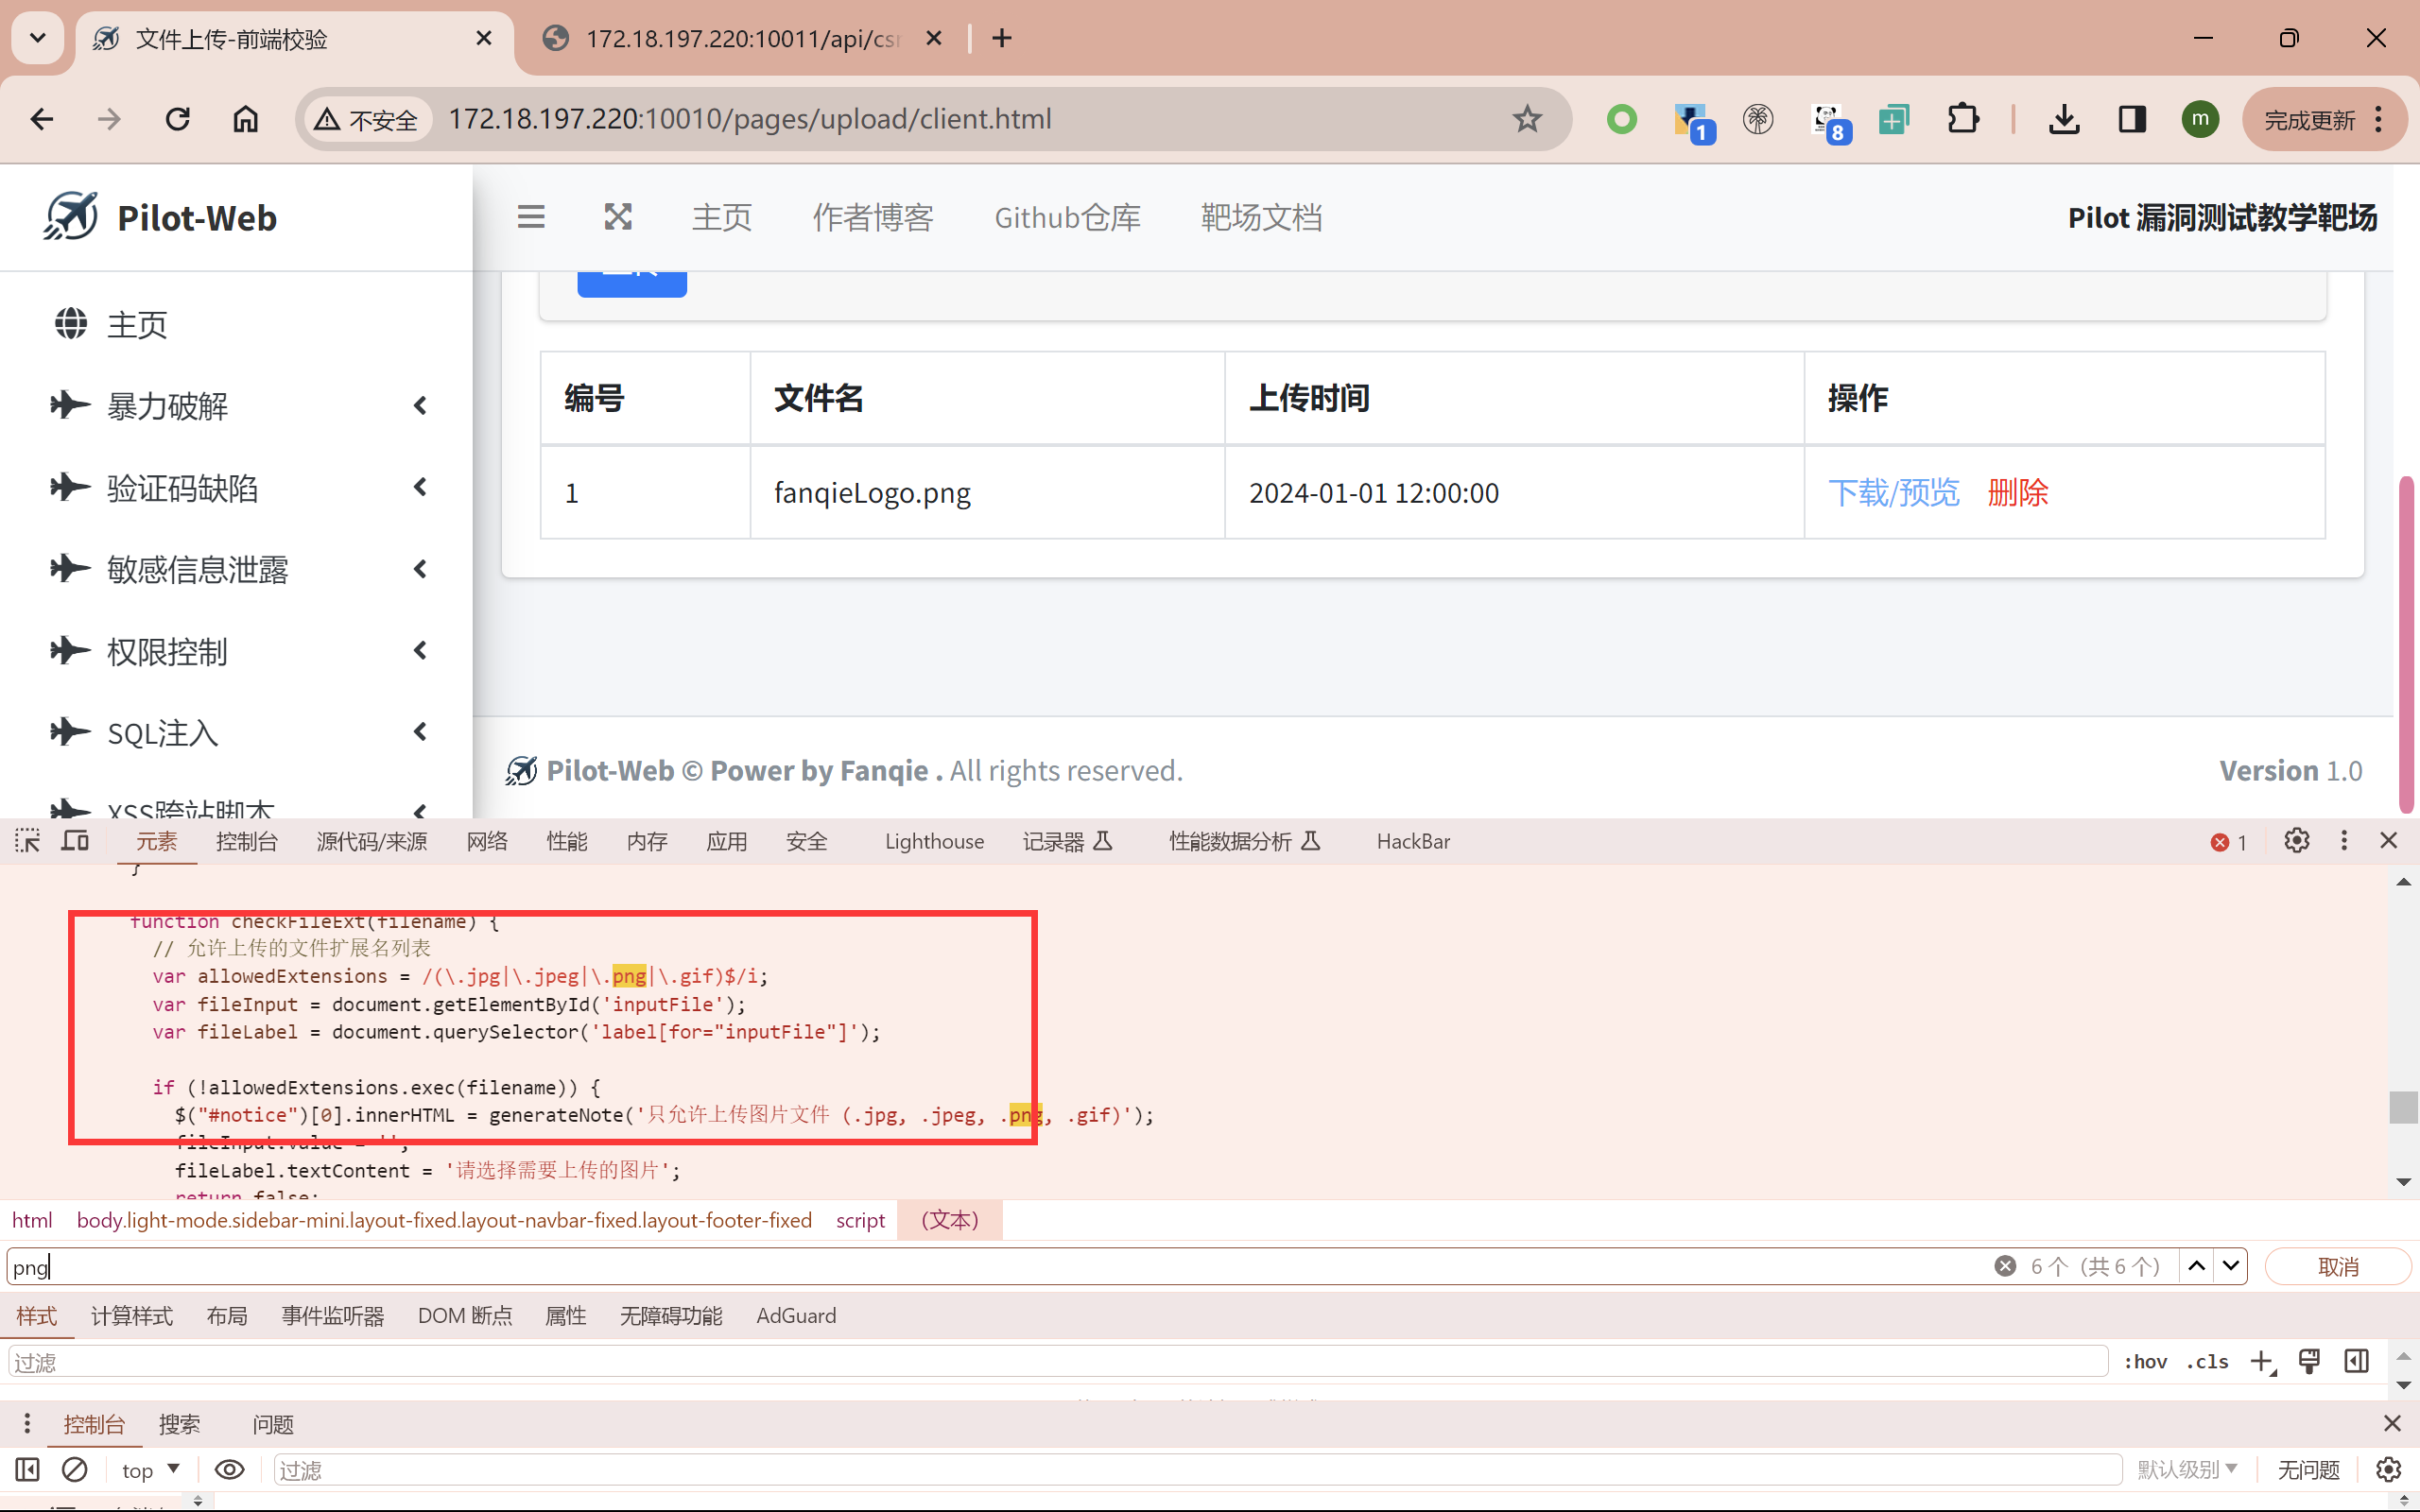 文件上传-前端校验
172.18.197.220:10011/api/csr
不安全
172.18.197.220:10010/pages/upload/client.html
1
8
m
完成更新
Pilot-Web
主页
作者博客
Github仓库
靶场文档
Pilot 漏洞测试教学靶场
主页
暴力破解
验证码缺陷
敏感信息泄露
权限控制
SQL注入
XSS跨站脚本
编号 文件名 上传时间 操作
1 fanqieLogo.png 2024-01-01 12:00:00 下载/预览 删除
Pilot-Web © Power by Fanqie . All rights reserved.
Version 1.0
元素 控制台 源代码/来源 网络 性能 内存 应用 安全 Lighthouse 记录器 性能数据分析 HackBar
1
}
function checkFileExt(filename) {
// 允许上传的文件扩展名列表
var allowedExtensions = /(\.jpg|\.jpeg|\.png|\.gif)$/i;
var fileInput = document.getElementById('inputFile');
var fileLabel = document.querySelector('label[for="inputFile"]');
if (!allowedExtensions.exec(filename)) {
$("#notice")[0].innerHTML = generateNote('只允许上传图片文件 (.jpg, .jpeg, .png, .gif)');
fileInput.value = '';
fileLabel.textContent = '请选择需要上传的图片';
return false;
html body.light-mode.sidebar-mini.layout-fixed.layout-navbar-fixed.layout-footer-fixed script (文本)
png
6 个（共 6 个）
取消
样式 计算样式 布局 事件监听器 DOM 断点 属性 无障碍功能 AdGuard
过滤
:hov .cls
控制台 搜索 问题
top
过滤
默认级别
无问题